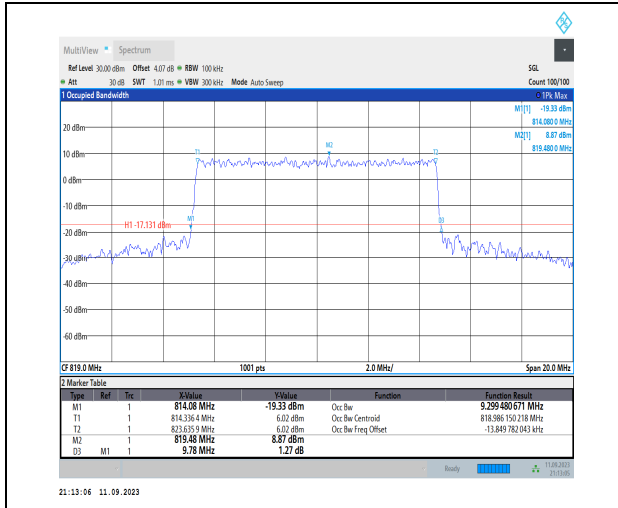 MultiView Spectrum
Ref Level 30.00 dBm Offset 4.07 dB RBW 100 kHz SGL
Att 30 dB SWT 1.01 ms VBW 300 kHz Mode Auto Sweep Count 100/100
1 Occupied Bandwidth 1Pk Max
M1[1] -19.33 dBm
814.080 0 MHz
M2[1] 8.87 dBm
819.480 0 MHz
20 dBm
M2
T1 T2
10 dBm
0 dBm
-10 dBm
M1 D3
H1 -17.131 dBm
-20 dBm
-30 dBm
-40 dBm
-50 dBm
-60 dBm
CF 819.0 MHz 1001 pts 2.0 MHz/ Span 20.0 MHz
2 Marker Table
Type Ref Trc X-Value Y-Value Function Function Result
M1 1 814.08 MHz -19.33 dBm Occ Bw 9.299 480 671 MHz
T1 1 814.336 4 MHz 6.02 dBm Occ Bw Centroid 818.986 150 218 MHz
T2 1 823.635 9 MHz 6.02 dBm Occ Bw Freq Offset -13.849 782 043 kHz
M2 1 819.48 MHz 8.87 dBm
D3 M1 1 9.78 MHz 1.27 dB
Ready 11.09.2023
21:13:05
21:13:06 11.09.2023